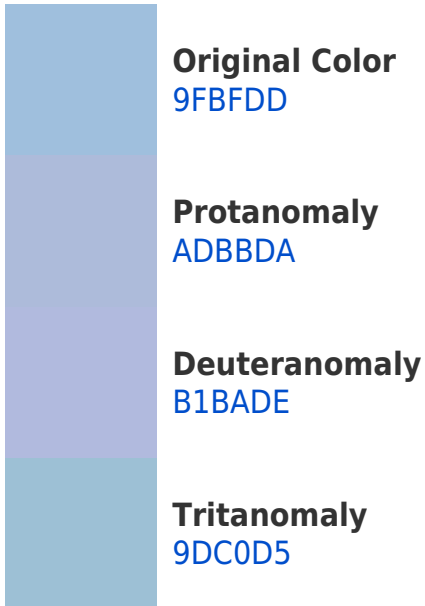 Original Color
9FBFDD
Protanomaly
ADBBDA
Deuteranomaly
B1BADE
Tritanomaly
9DC0D5